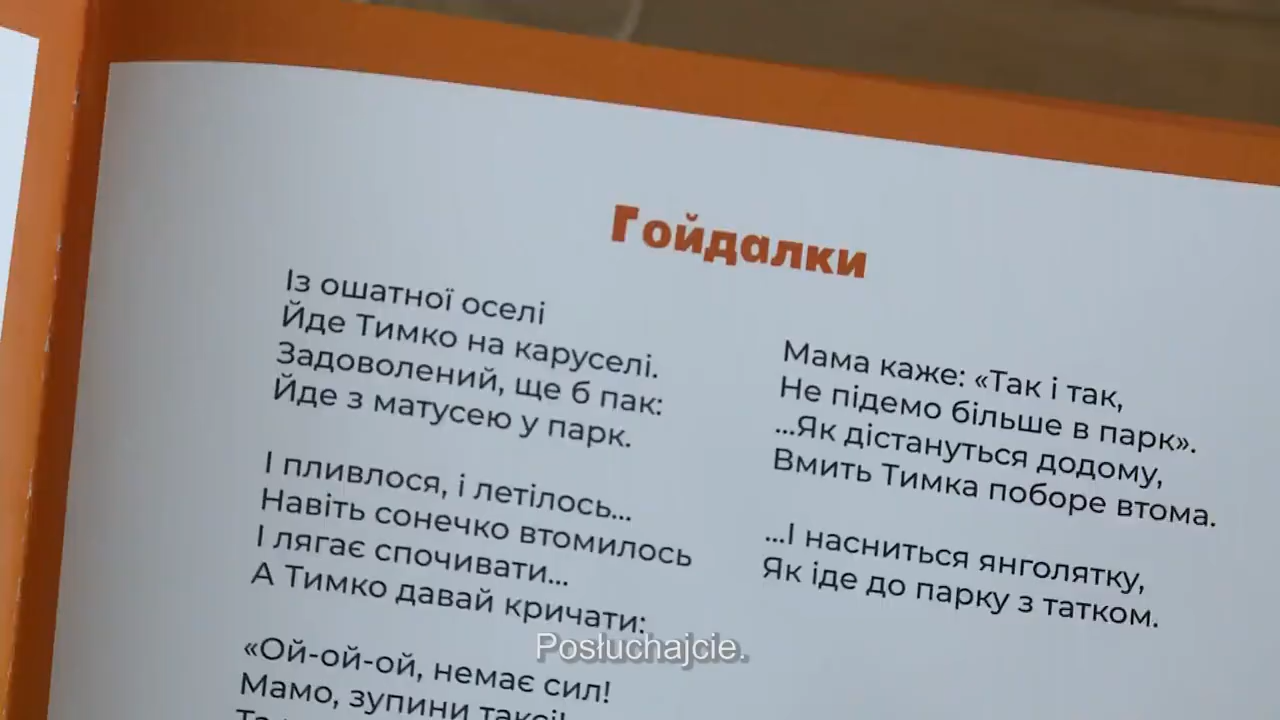 Гойдалки
Із ошатної оселі
Йде Тимко на каруселі.
Задоволений, ще б пак:
Йде з матусею у парк.
І пливлося, і летілось...
Навіть сонечко втомилось
І лягає спочивати...
А Тимко давай кричати:
«Ой-ой-ой, немає сил!
Мамо, зупини таксі!
Мама каже: «Так і так,
Не підемо більше в парк».
...Як дістануться додому,
Вмить Тимка поборе втома.
...І насниться янголятку,
Як іде до парку з татком.
Posłuchajcie.